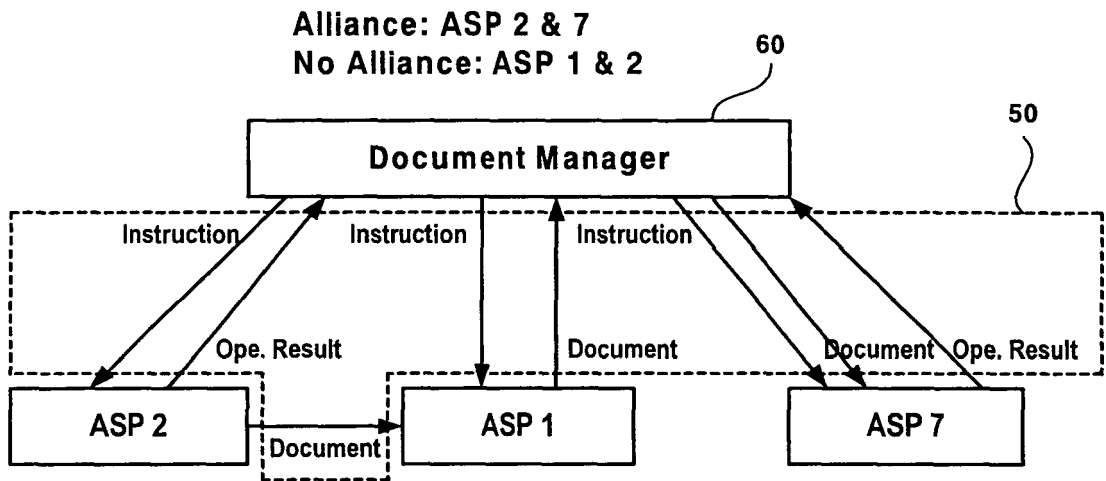 Alliance: ASP 2 & 7
No Alliance: ASP 1 & 2
60
50
Document Manager
Instruction
Instruction
Instruction
Ope. Result
Document
Document
Ope. Result
ASP 2
ASP 1
ASP 7
Document